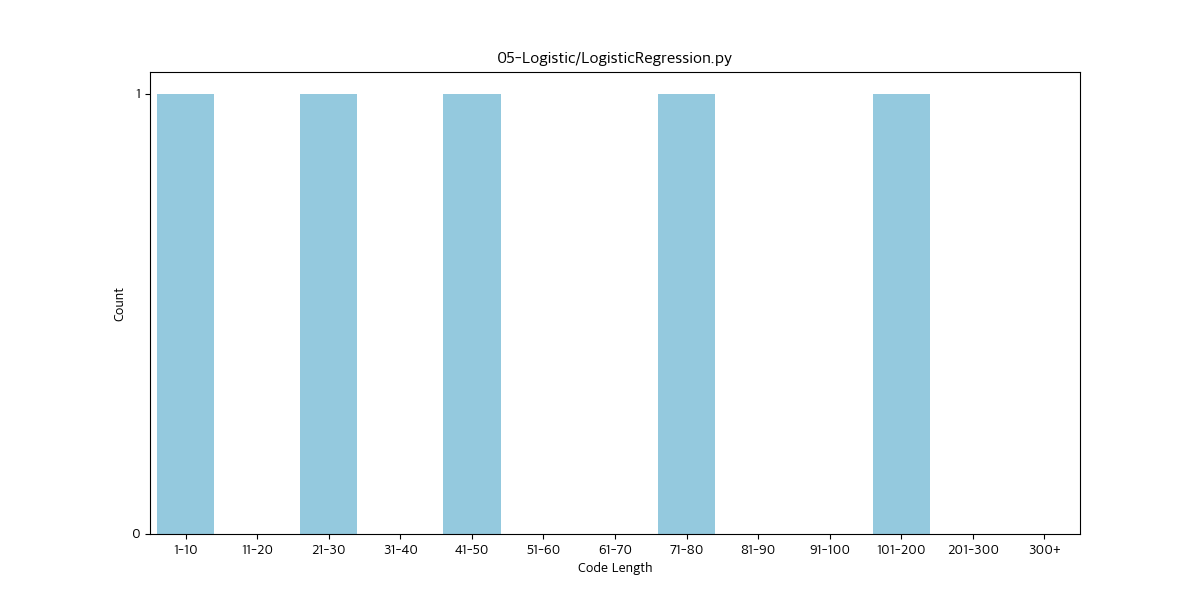 05-Logistic/LogisticRegression.py
Count
1
0
1-10 11-20 21-30 31-40 41-50 51-60 61-70 71-80 81-90 91-100 101-200 201-300 300+
Code Length